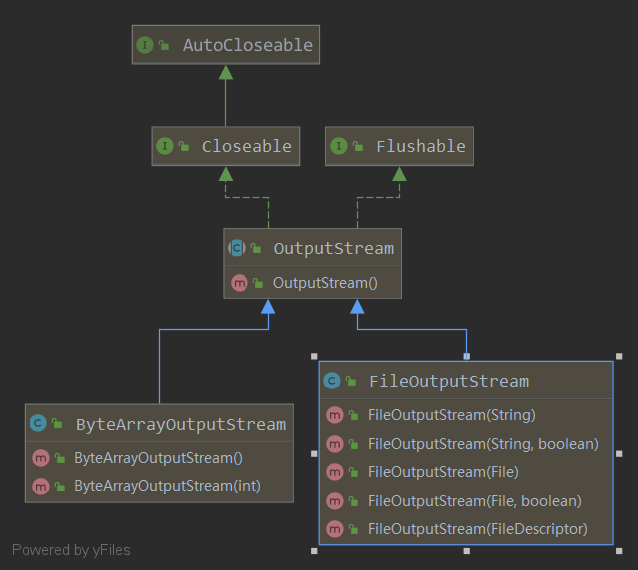 AutoCloseable
Closeable
Flushable
OutputStream
OutputStream()
ByteArrayOutputStream
ByteArrayOutputStream()
ByteArrayOutputStream(int)
FileOutputStream
FileOutputStream(String)
FileOutputStream(String, boolean)
FileOutputStream(File)
FileOutputStream(File, boolean)
FileOutputStream(FileDescriptor)
Powered by yFiles